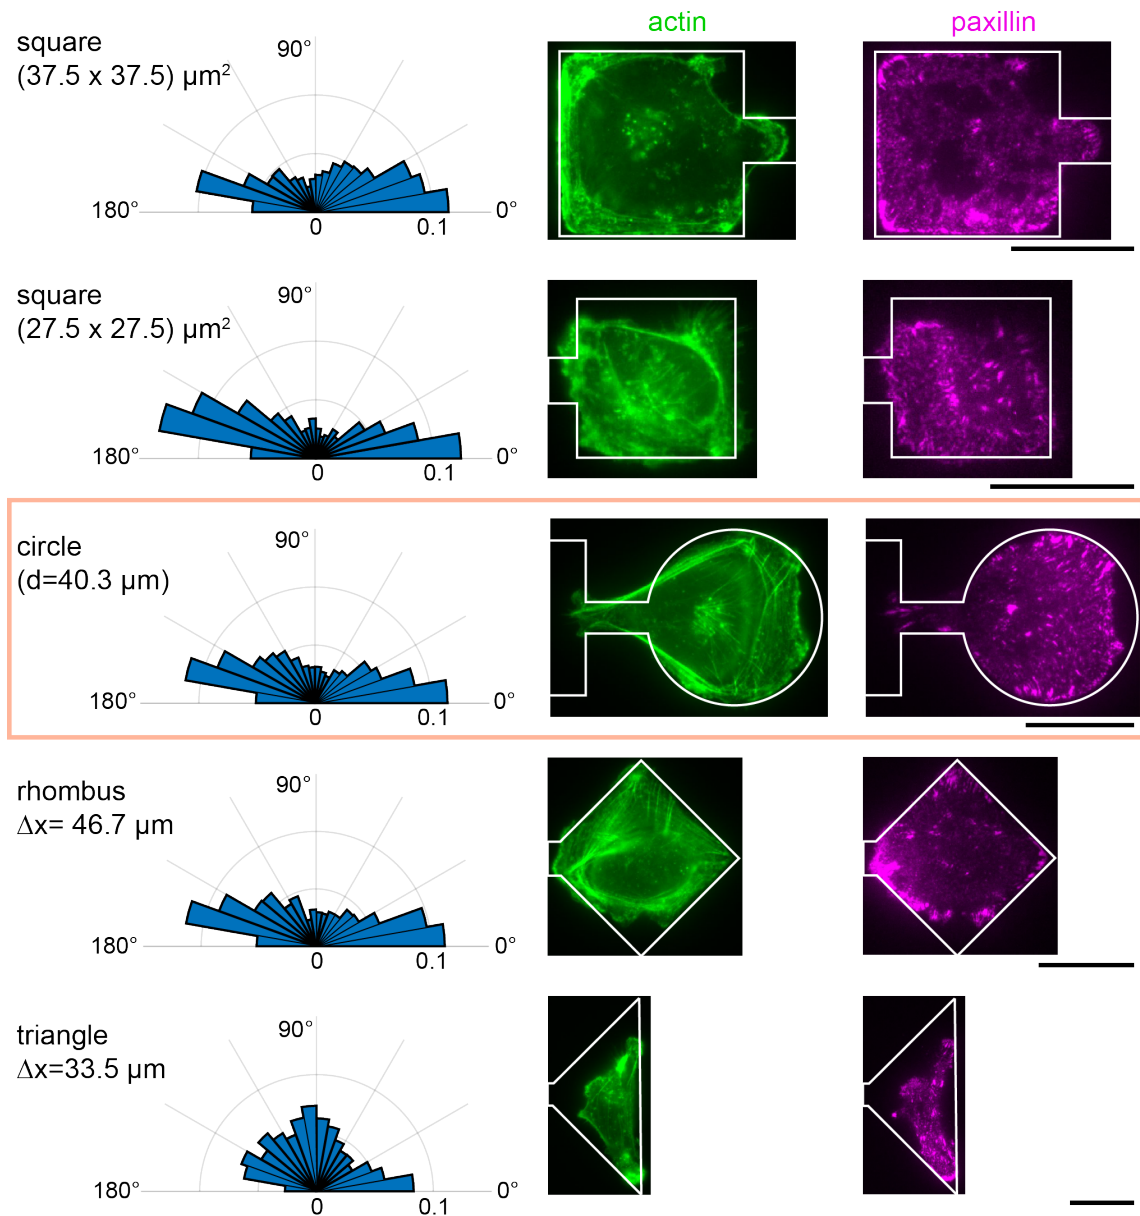 actin
paxillin
square
(37.5 x 37.5) μm²
90°
180°
0°
0
0.1
square
(27.5 x 27.5) μm²
90°
180°
0°
0
0.1
circle
(d=40.3 μm)
90°
180°
0°
0
0.1
rhombus
Δx= 46.7 μm
90°
180°
0°
0
0.1
triangle
Δx=33.5 μm
90°
180°
0°
0
0.1